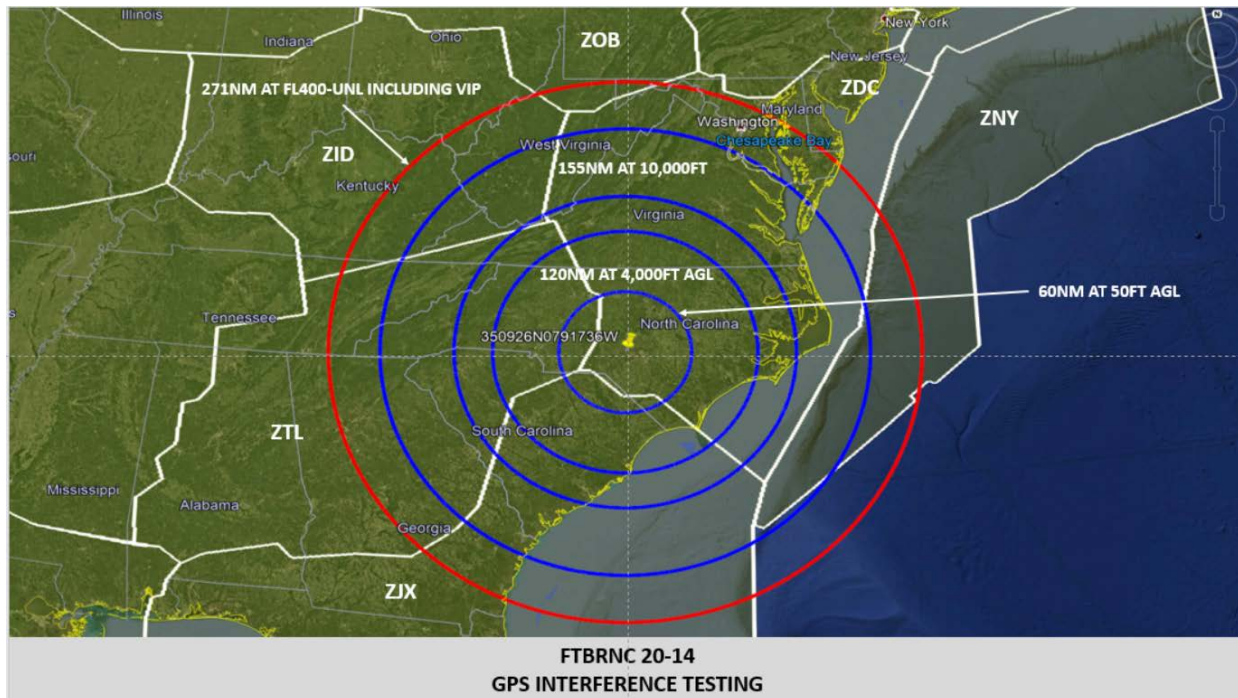 Illinois
Indiana
Ohio
ZOB
New York
New Jersey
271NM AT FL400-UNL INCLUDING VIP
ZDC
Maryland
Washington
ZNY
Chesapeake Bay
West Virginia
ZID
souri
155NM AT 10,000FT
Kentucky
Virginia
120NM AT 4,000FT AGL
60NM AT 50FT AGL
Tennessee
North Carolina
350926N0791736W
s
ZTL
South Carolina
Mississippi
Alabama
Georgia
ZJX
FTBRNC 20-14
GPS INTERFERENCE TESTING